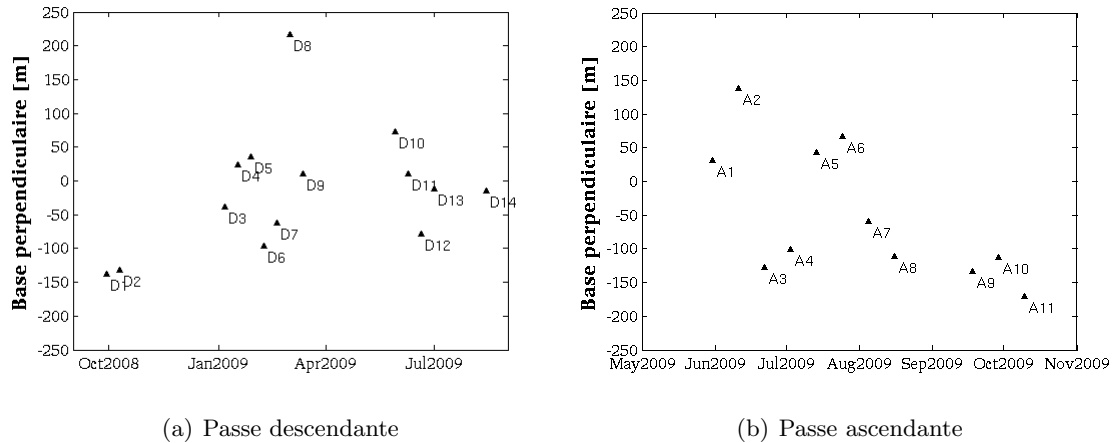 Base perpendiculaire [m]
250
200
150
100
50
0
-50
-100
-150
-200
-250
D8
D10
D5
D4
D9
D11
D13
D14
D3
D7
D6
D12
D1
D2
Oct2008
Jan2009
Apr2009
Jul2009
(a) Passe descendante
Base perpendiculaire [m]
250
200
150
100
50
0
-50
-100
-150
-200
-250
A2
A1
A5
A6
A7
A3
A4
A8
A9
A10
A11
May2009
Jun2009
Jul2009
Aug2009
Sep2009
Oct2009
Nov2009
(b) Passe ascendante